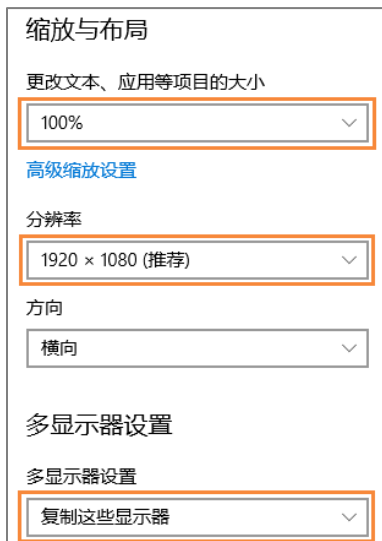 缩放与布局
更改文本、应用等项目的大小
100%
高级缩放设置
分辨率
1920 × 1080 (推荐)
方向
横向
多显示器设置
多显示器设置
复制这些显示器